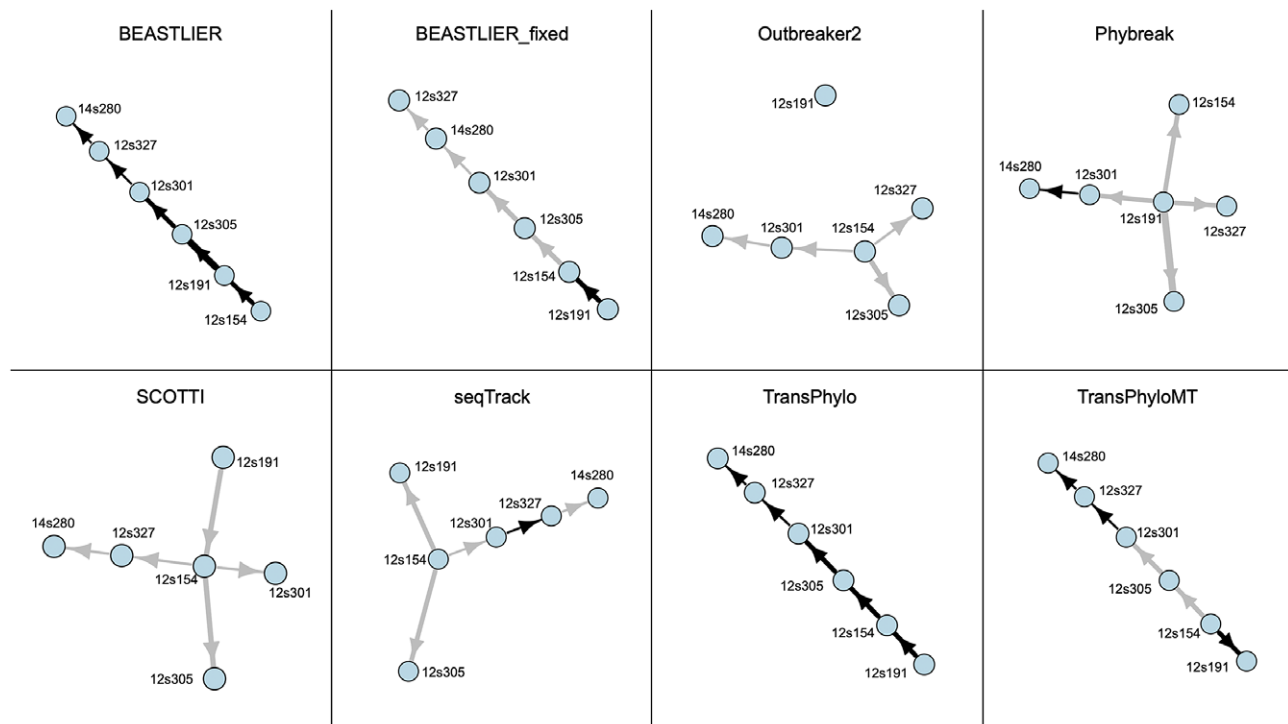 BEASTLIER
14s280
12s327
12s301
12s305
12s191
12s154
BEASTLIER_fixed
12s327
14s280
12s301
12s305
12s154
12s191
Outbreaker2
12s191
12s327
14s280
12s301
12s154
12s305
Phybreak
12s154
14s280
12s301
12s191
12s327
12s305
SCOTTI
12s191
14s280
12s327
12s154
12s301
12s305
seqTrack
12s191
14s280
12s327
12s301
12s154
12s305
TransPhylo
14s280
12s327
12s301
12s305
12s154
12s191
TransPhyloMT
14s280
12s327
12s301
12s305
12s154
12s191